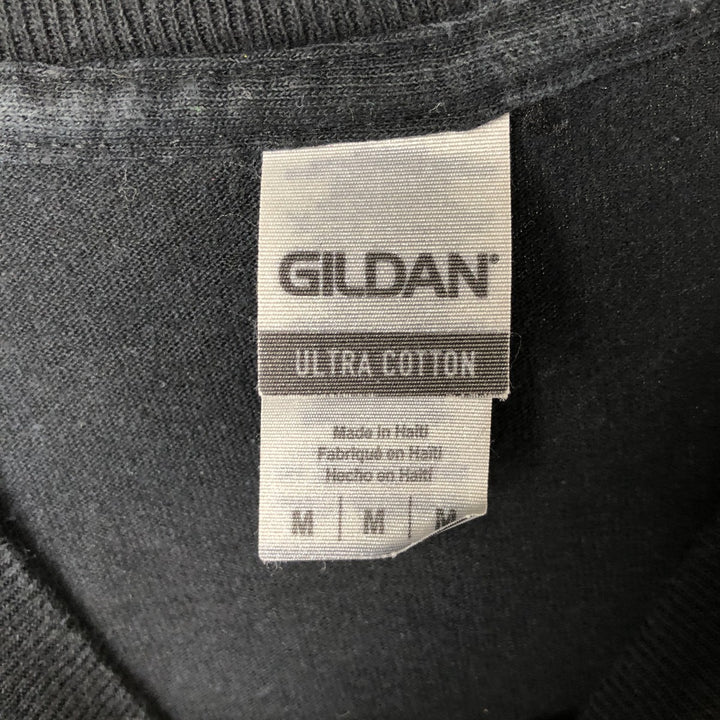 GILDAN®
ULTRA COTTON
Made in Haiti
Fabriqué en Haïti
Hecho en Haití
M | M | M